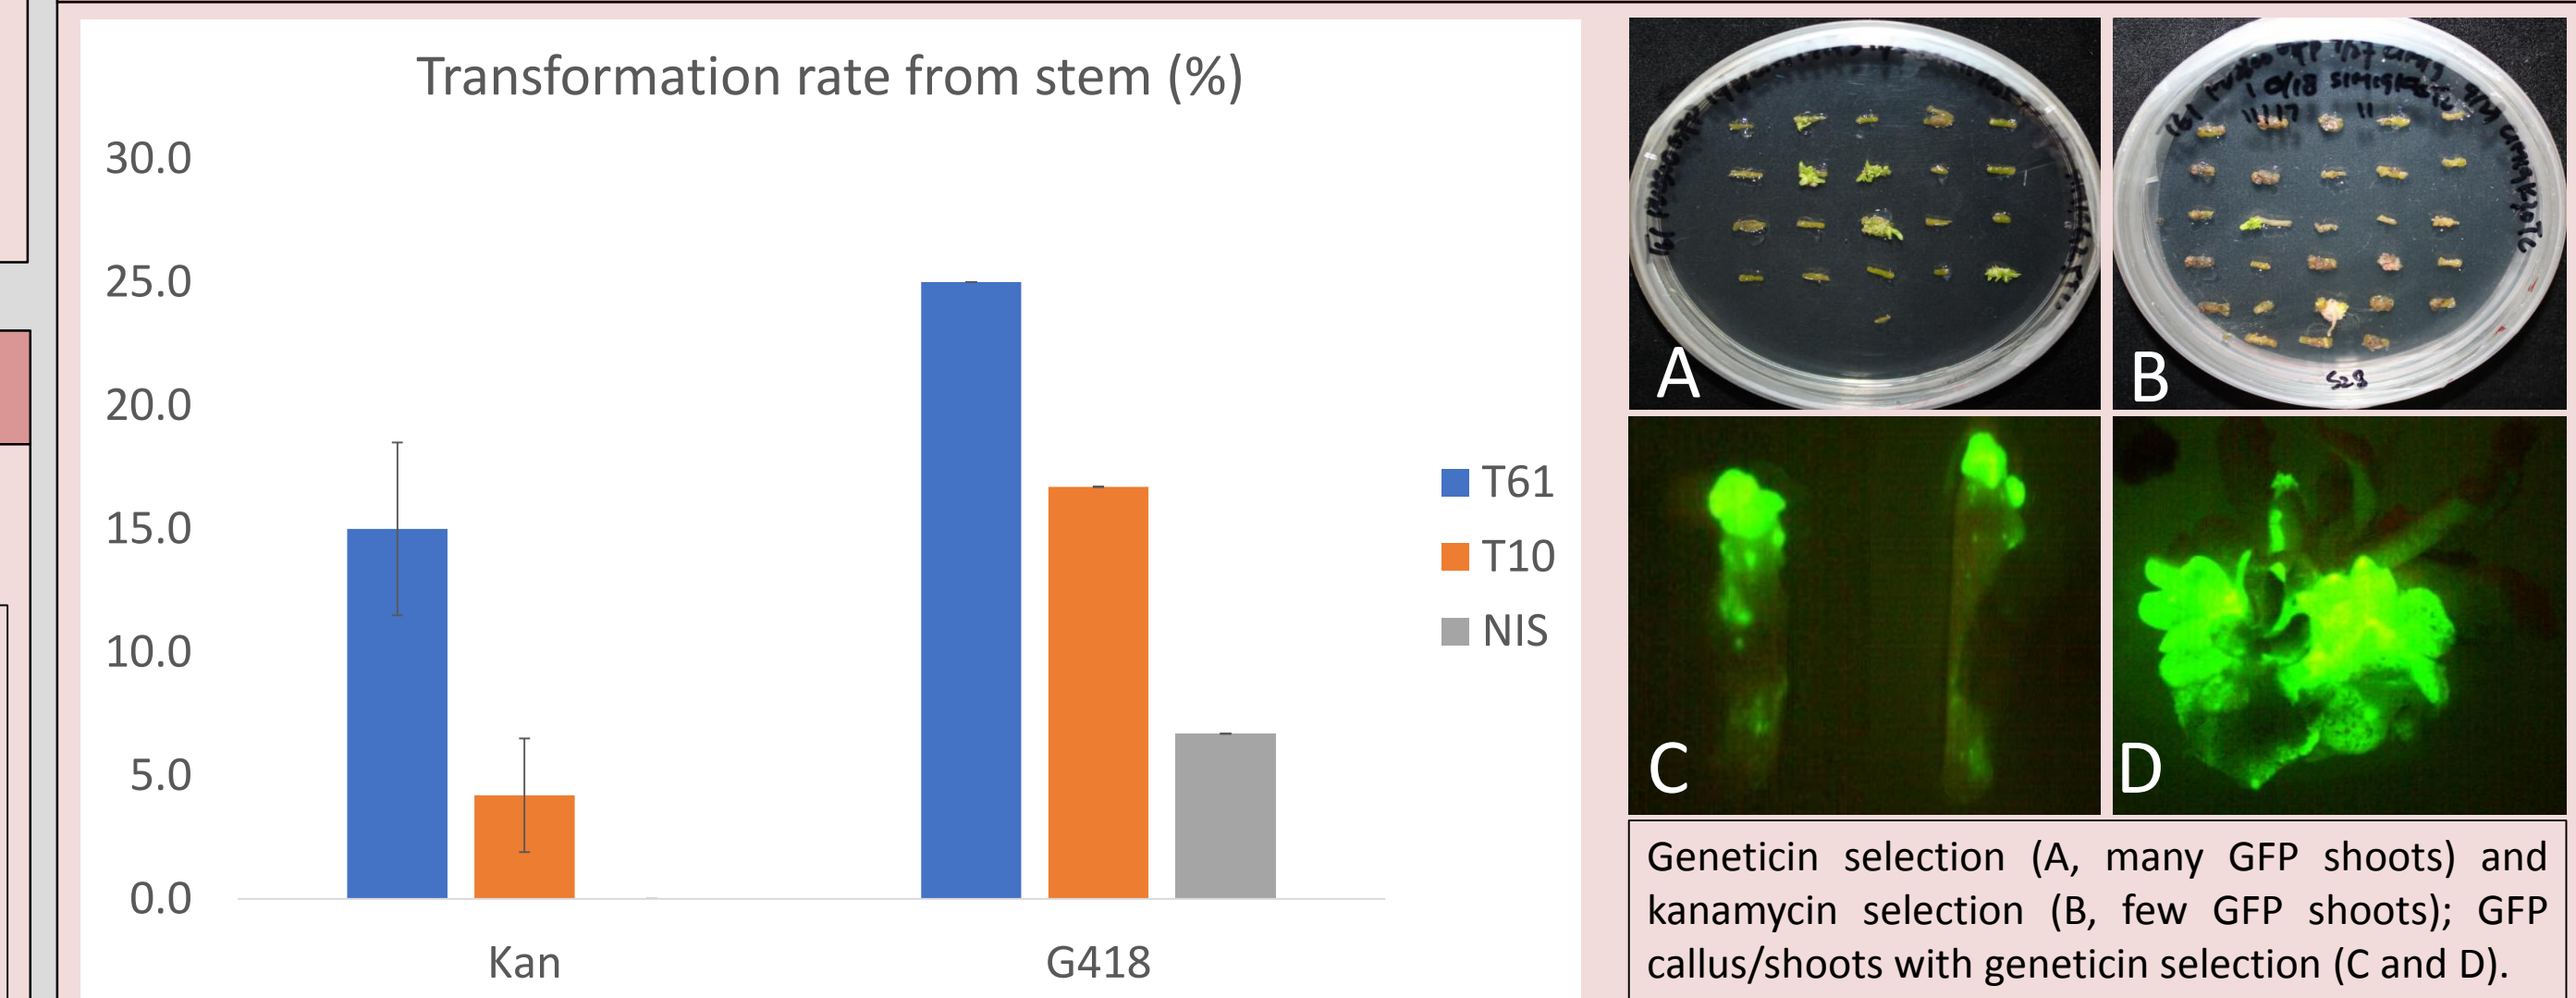 Transformation rate from stem (%)
30.0
25.0
20.0
15.0
10.0
5.0
0.0
Kan
G418
T61
T10
NIS
A
B
S28
C
D
Geneticin selection (A, many GFP shoots) and
kanamycin selection (B, few GFP shoots); GFP
callus/shoots with geneticin selection (C and D).